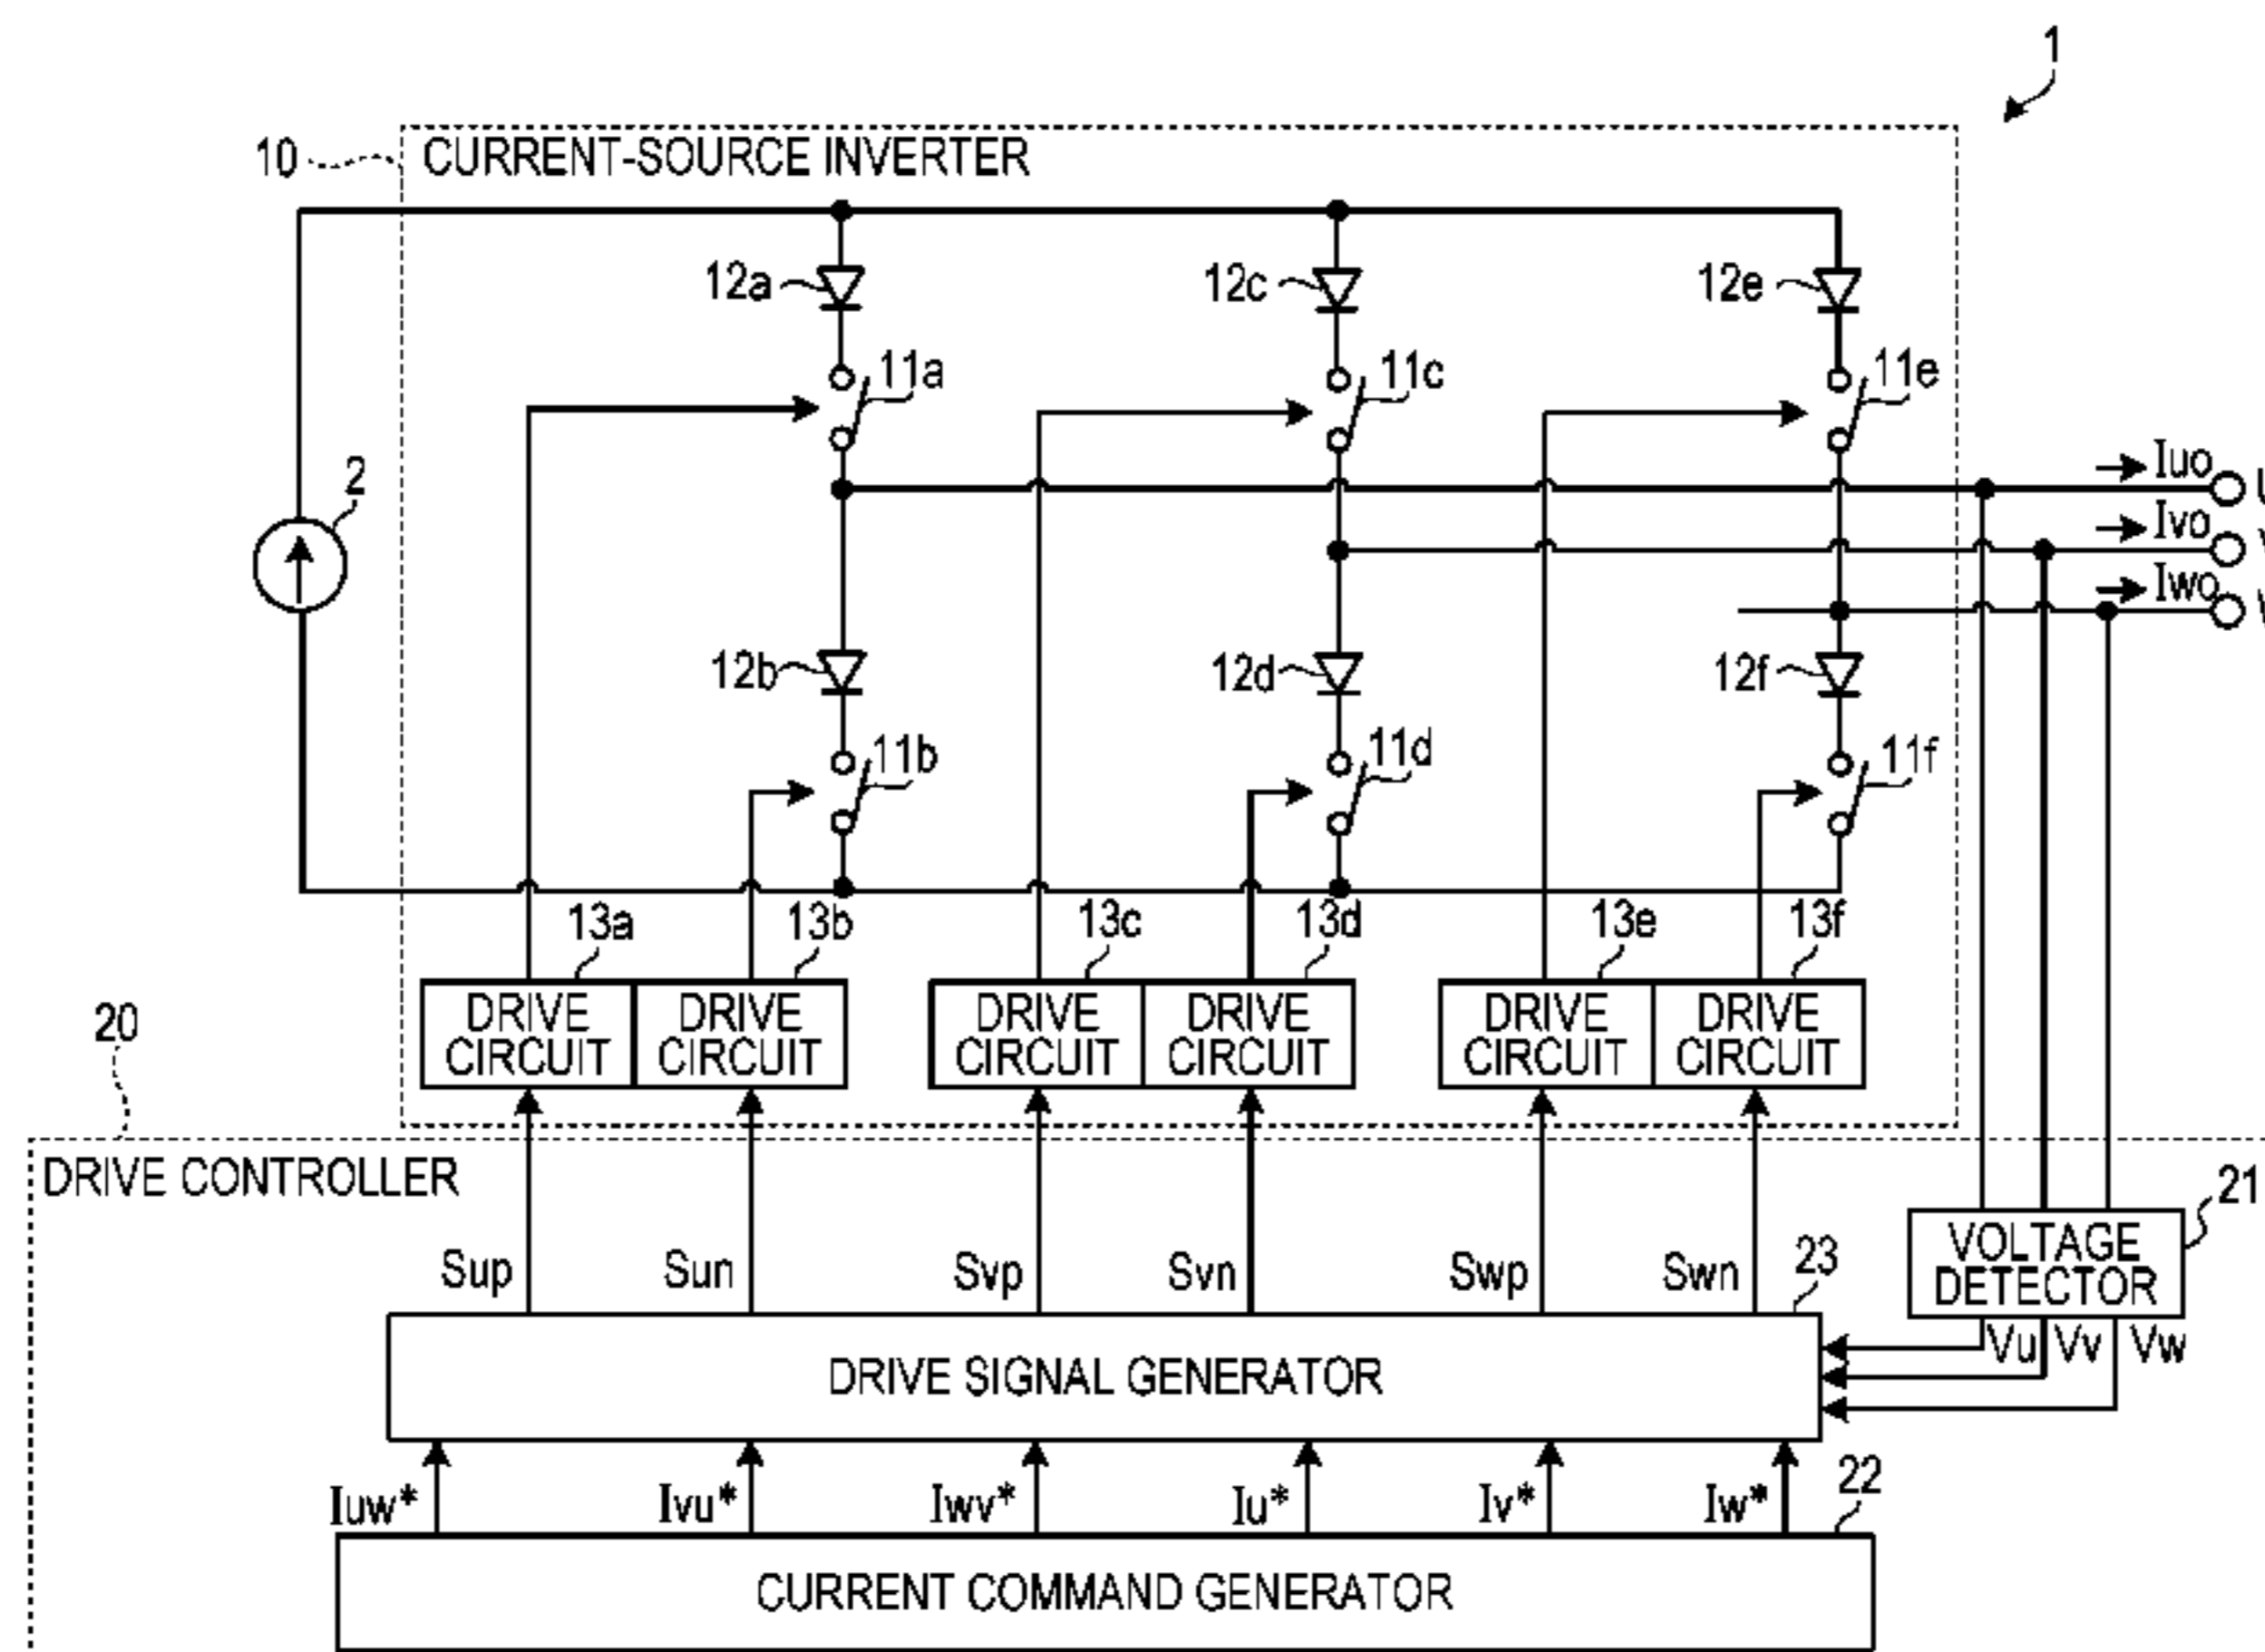 1
10
CURRENT-SOURCE INVERTER
12a
12c
12e
11a
11c
11e
2
Iuo
Ivo
Iwo
12b
12d
12f
11b
11d
11f
13a
13b
13c
13d
13e
13f
DRIVE CIRCUIT
DRIVE CIRCUIT
DRIVE CIRCUIT
DRIVE CIRCUIT
DRIVE CIRCUIT
DRIVE CIRCUIT
20
DRIVE CONTROLLER
21
VOLTAGE
DETECTOR
Sup
Sun
Svp
Svn
Swp
Swn
23
Vu
Vv
Vw
DRIVE SIGNAL GENERATOR
Iuw*
Ivu*
Iwv*
Iu*
Iv*
Iw*
22
CURRENT COMMAND GENERATOR